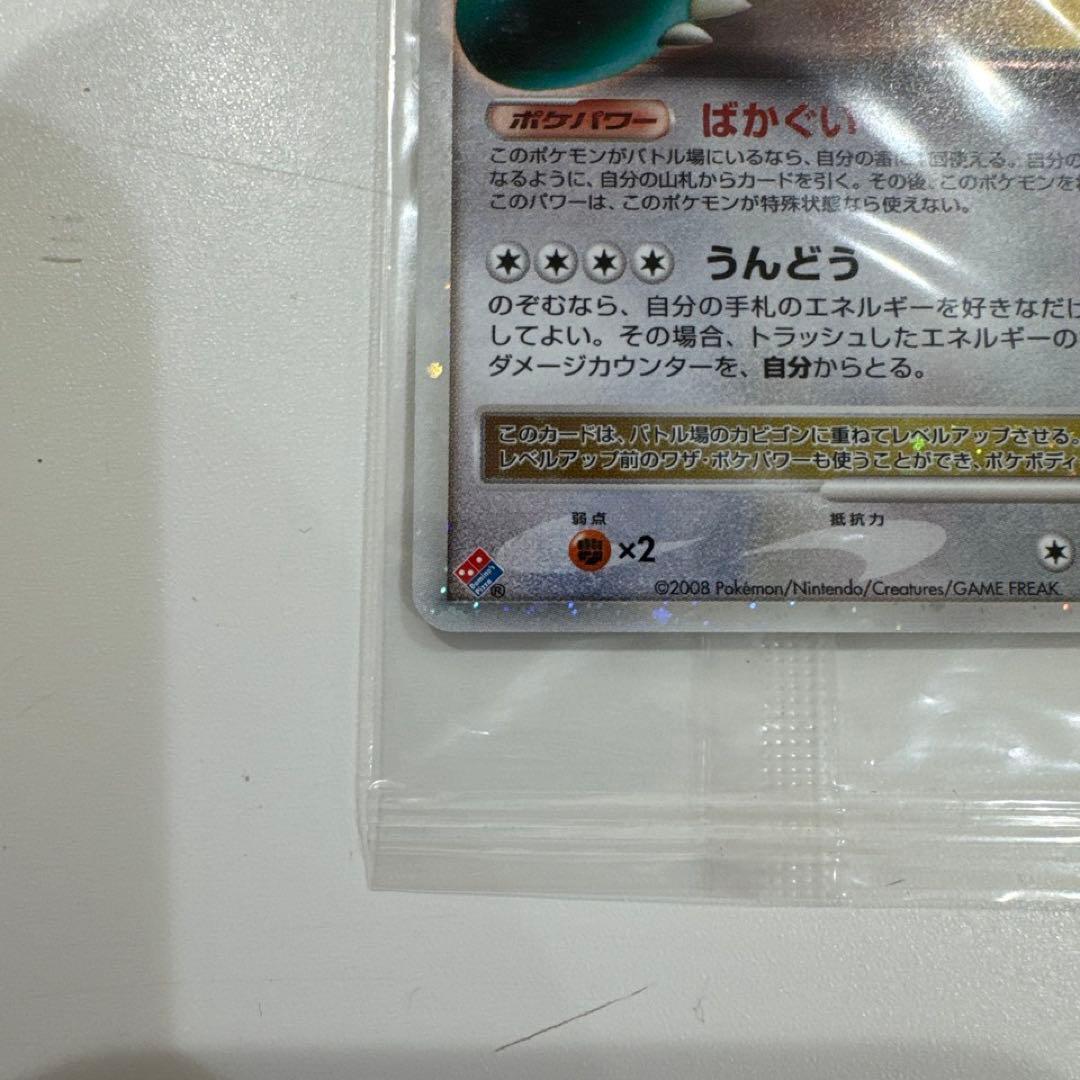 ポケパワー ばかぐい
このポケモンがバトル場にいるなら、自分の番に1回使える。自分の
なるように、自分の山札からカードを引く。その後、このポケモンを
このパワーは、このポケモンが特殊状態なら使えない。
うんどう
のぞむなら、自分の手札のエネルギーを好きなだけ
してよい。その場合、トラッシュしたエネルギーの
ダメージカウンターを、自分からとる。
このカードは、バトル場のカビゴンに重ねてレベルアップさせる。
レベルアップ前のワザ・ポケパワーも使うことができ、ポケボディ
弱点 抵抗力
×2
Domino's Pizza ®
©2008 Pokémon/Nintendo/Creatures/GAME FREAK.